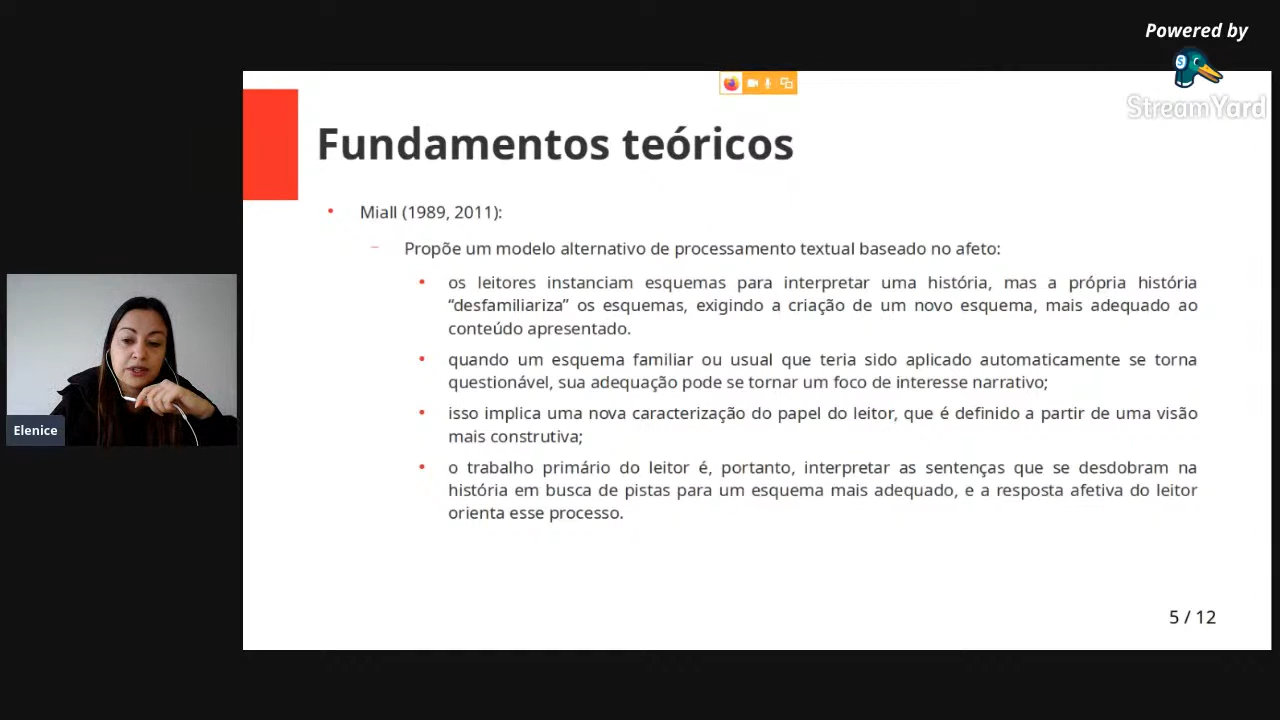 Powered by
StreamYard
Fundamentos teóricos
• Miall (1989, 2011):
– Propõe um modelo alternativo de processamento textual baseado no afeto:
• os leitores instanciam esquemas para interpretar uma história, mas a própria história
“desfamiliariza” os esquemas, exigindo a criação de um novo esquema, mais adequado ao
conteúdo apresentado.
• quando um esquema familiar ou usual que teria sido aplicado automaticamente se torna
questionável, sua adequação pode se tornar um foco de interesse narrativo;
• isso implica uma nova caracterização do papel do leitor, que é definido a partir de uma visão
mais construtiva;
• o trabalho primário do leitor é, portanto, interpretar as sentenças que se desdobram na
história em busca de pistas para um esquema mais adequado, e a resposta afetiva do leitor
orienta esse processo.
Elenice
5 / 12